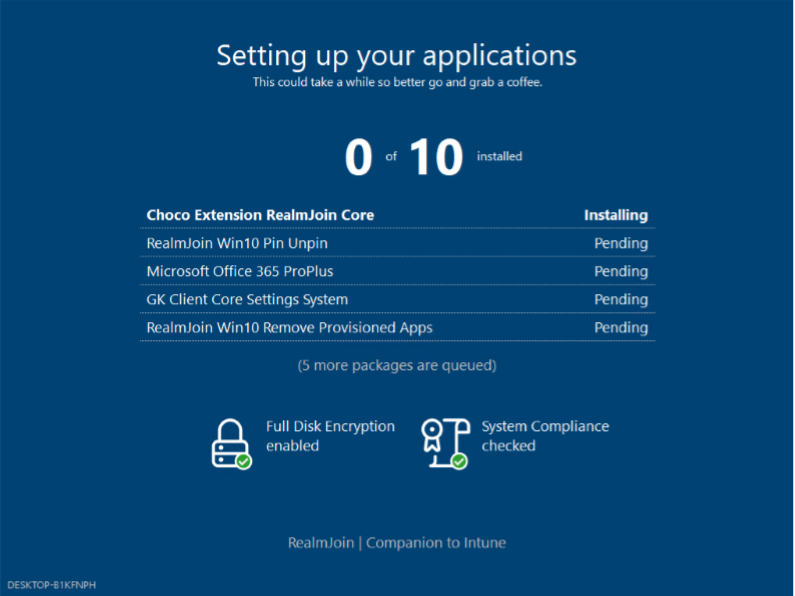 Setting up your applications
This could take a while so better go and grab a coffee.
0 of 10 installed
Choco Extension RealmJoin Core Installing
RealmJoin Win10 Pin Unpin Pending
Microsoft Office 365 ProPlus Pending
GK Client Core Settings System Pending
RealmJoin Win10 Remove Provisioned Apps Pending
(5 more packages are queued)
Full Disk Encryption
enabled
System Compliance
checked
RealmJoin | Companion to Intune
DESKTOP-B1KFNPH